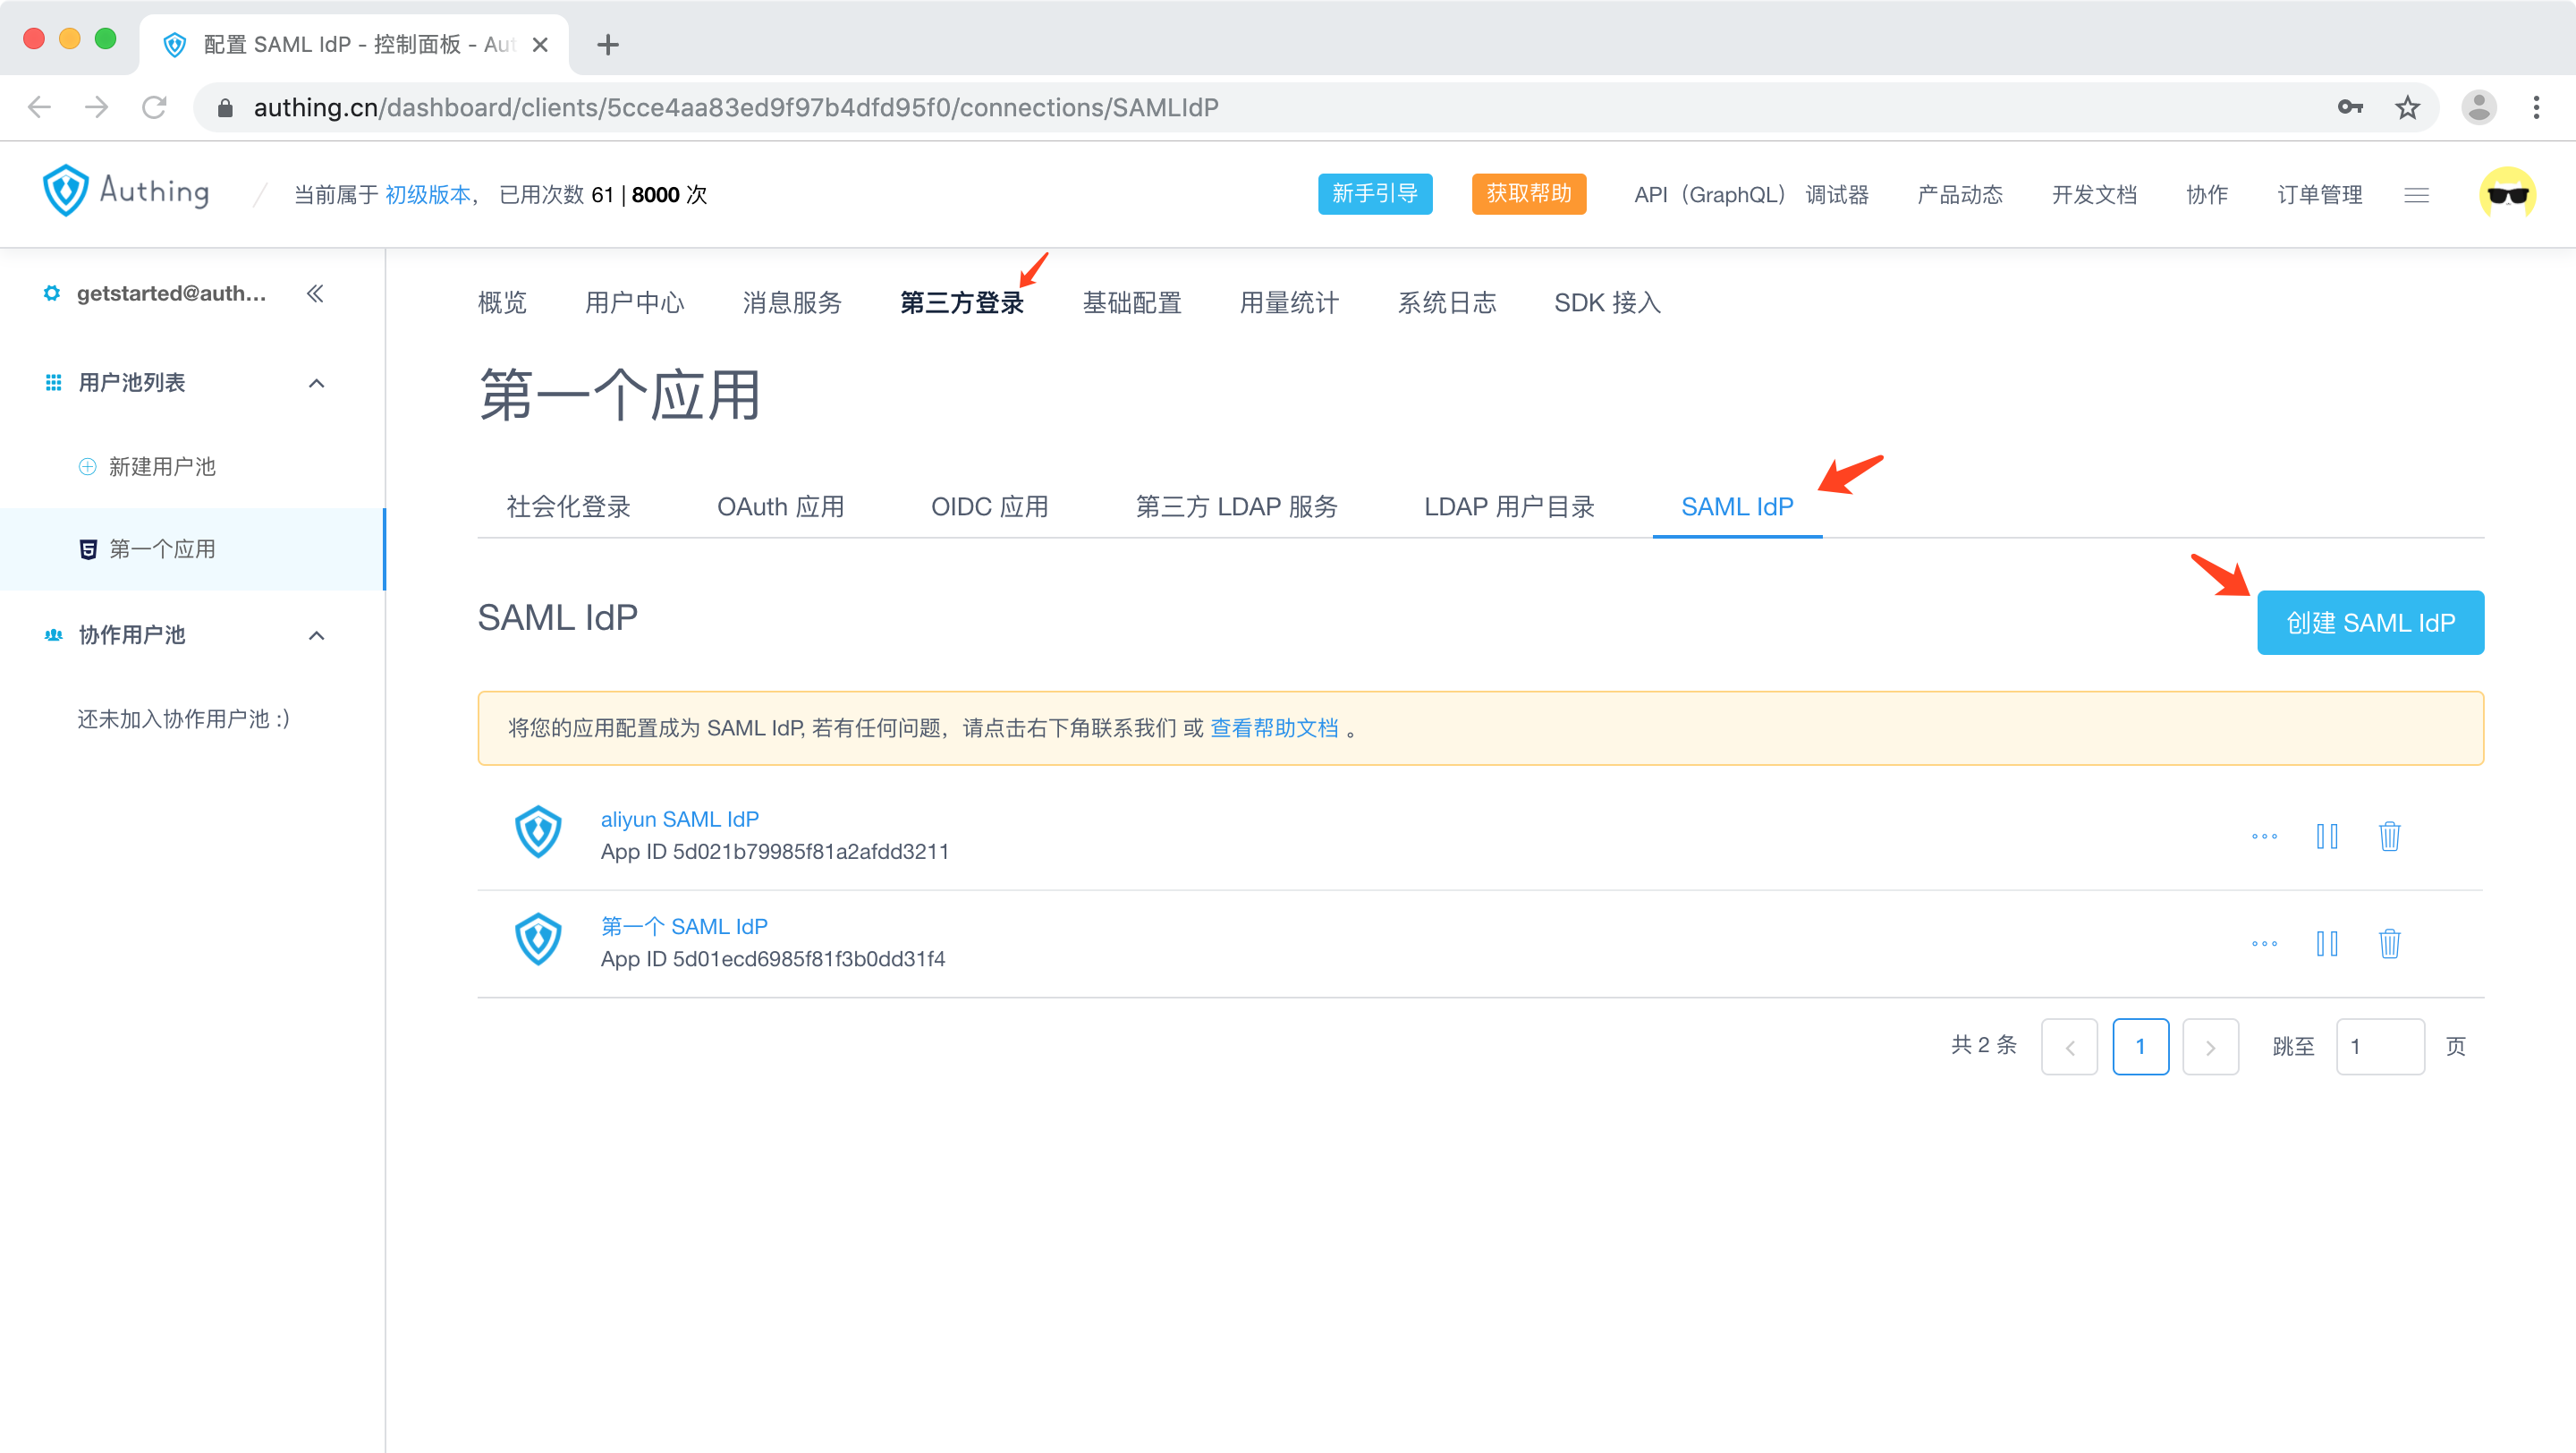 配置 SAML IdP - 控制面板 - Aut
authing.cn/dashboard/clients/5cce4aa83ed9f97b4dfd95f0/connections/SAMLIdP
Authing / 当前属于 初级版本， 已用次数 61 | 8000 次
新手引导 获取帮助 API（GraphQL） 调试器 产品动态 开发文档 协作 订单管理
getstarted@auth...
用户池列表
新建用户池
第一个应用
协作用户池
还未加入协作用户池 :)
概览 用户中心 消息服务 第三方登录 基础配置 用量统计 系统日志 SDK 接入
第一个应用
社会化登录 OAuth 应用 OIDC 应用 第三方 LDAP 服务 LDAP 用户目录 SAML IdP
SAML IdP
创建 SAML IdP
将您的应用配置成为 SAML IdP, 若有任何问题，请点击右下角联系我们 或 查看帮助文档 。
aliyun SAML IdP
App ID 5d021b79985f81a2afdd3211
第一个 SAML IdP
App ID 5d01ecd6985f81f3b0dd31f4
共 2 条 1 跳至 1 页